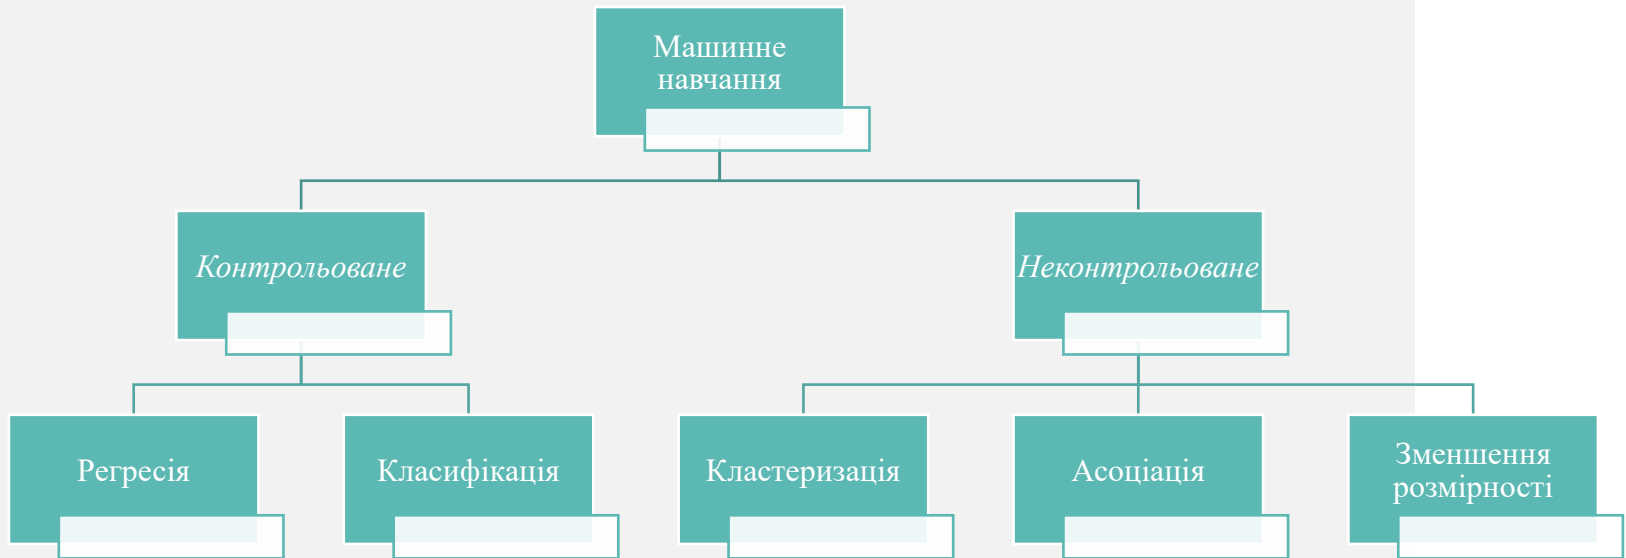 Машинне
навчання
Контрольоване
Неконтрольоване
Регресія
Класифікація
Кластеризація
Асоціація
Зменшення
розмірності